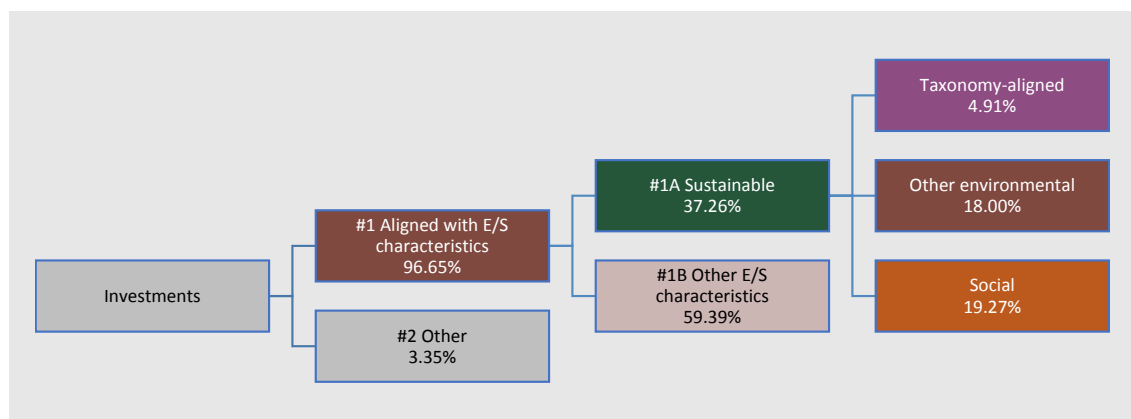 Taxonomy-aligned
4.91%
#1A Sustainable
37.26%
Other environmental
18.00%
#1 Aligned with E/S
characteristics
96.65%
#1B Other E/S
characteristics
59.39%
Social
19.27%
Investments
#2 Other
3.35%